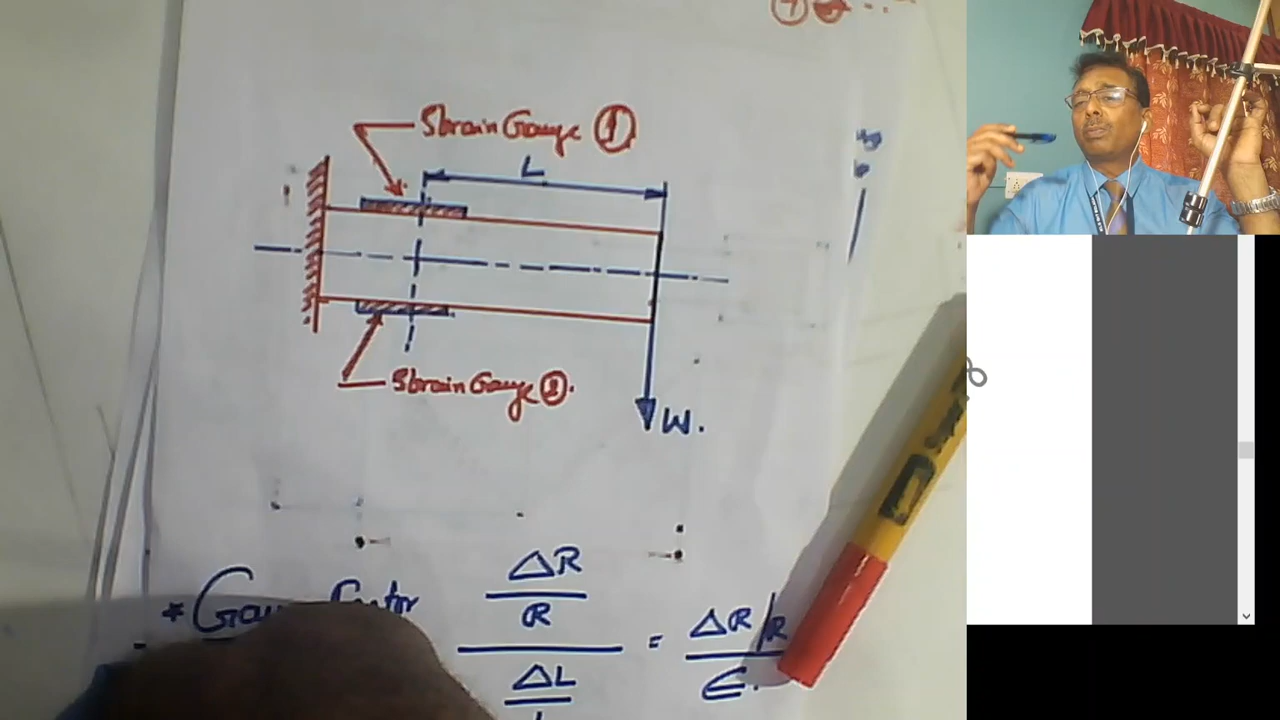 Strain Gauge ①
L
Strain Gauge ②.
W.
ΔR
R
= ΔR/R
ΔL
∈.